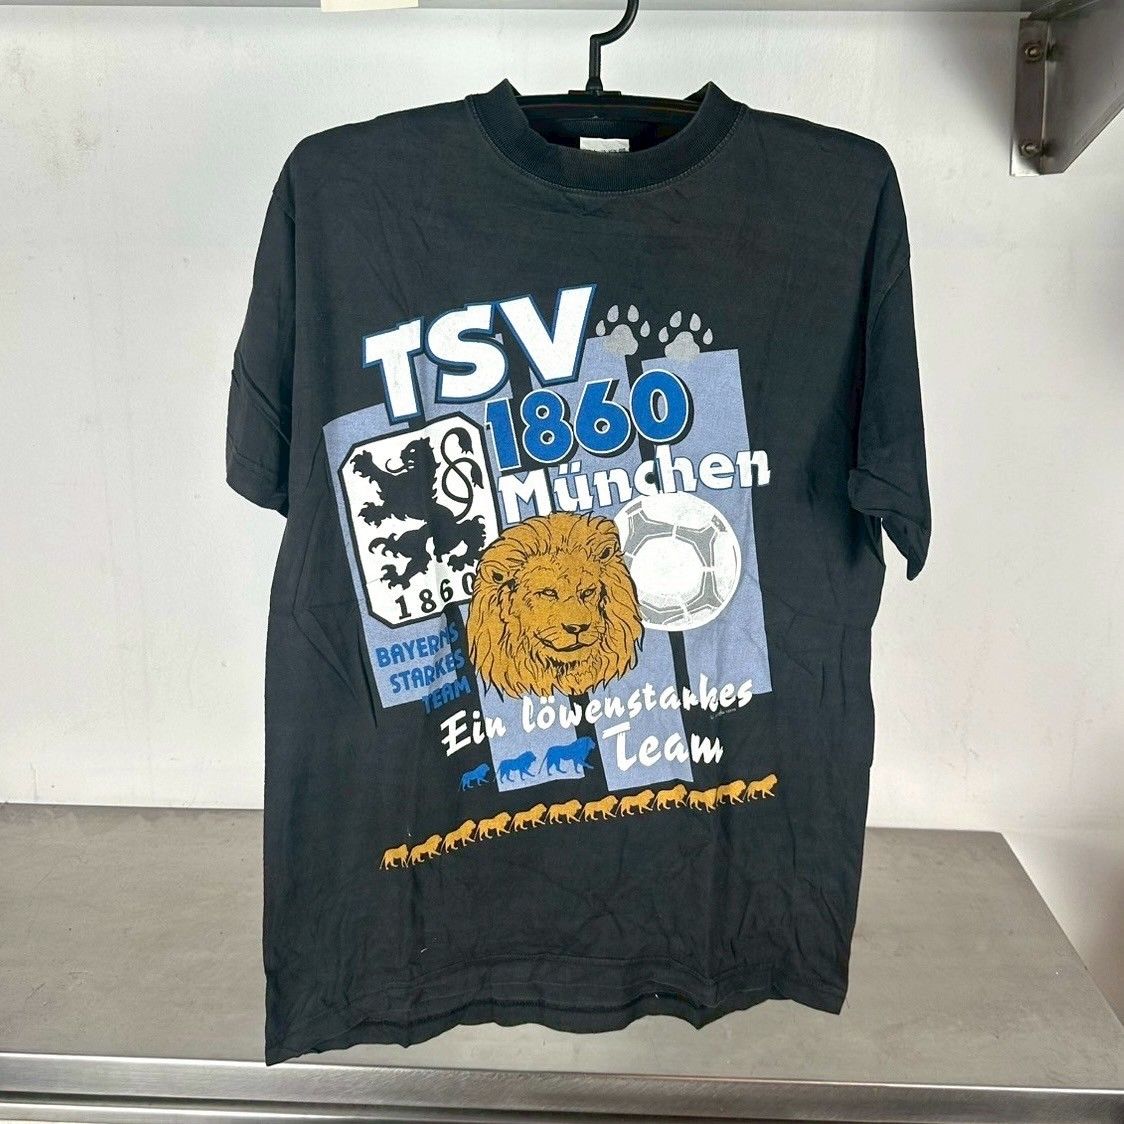 TSV
1860
München
1860
BAYERNS
STARKES
TEAM
Ein löwenstarkes
Team